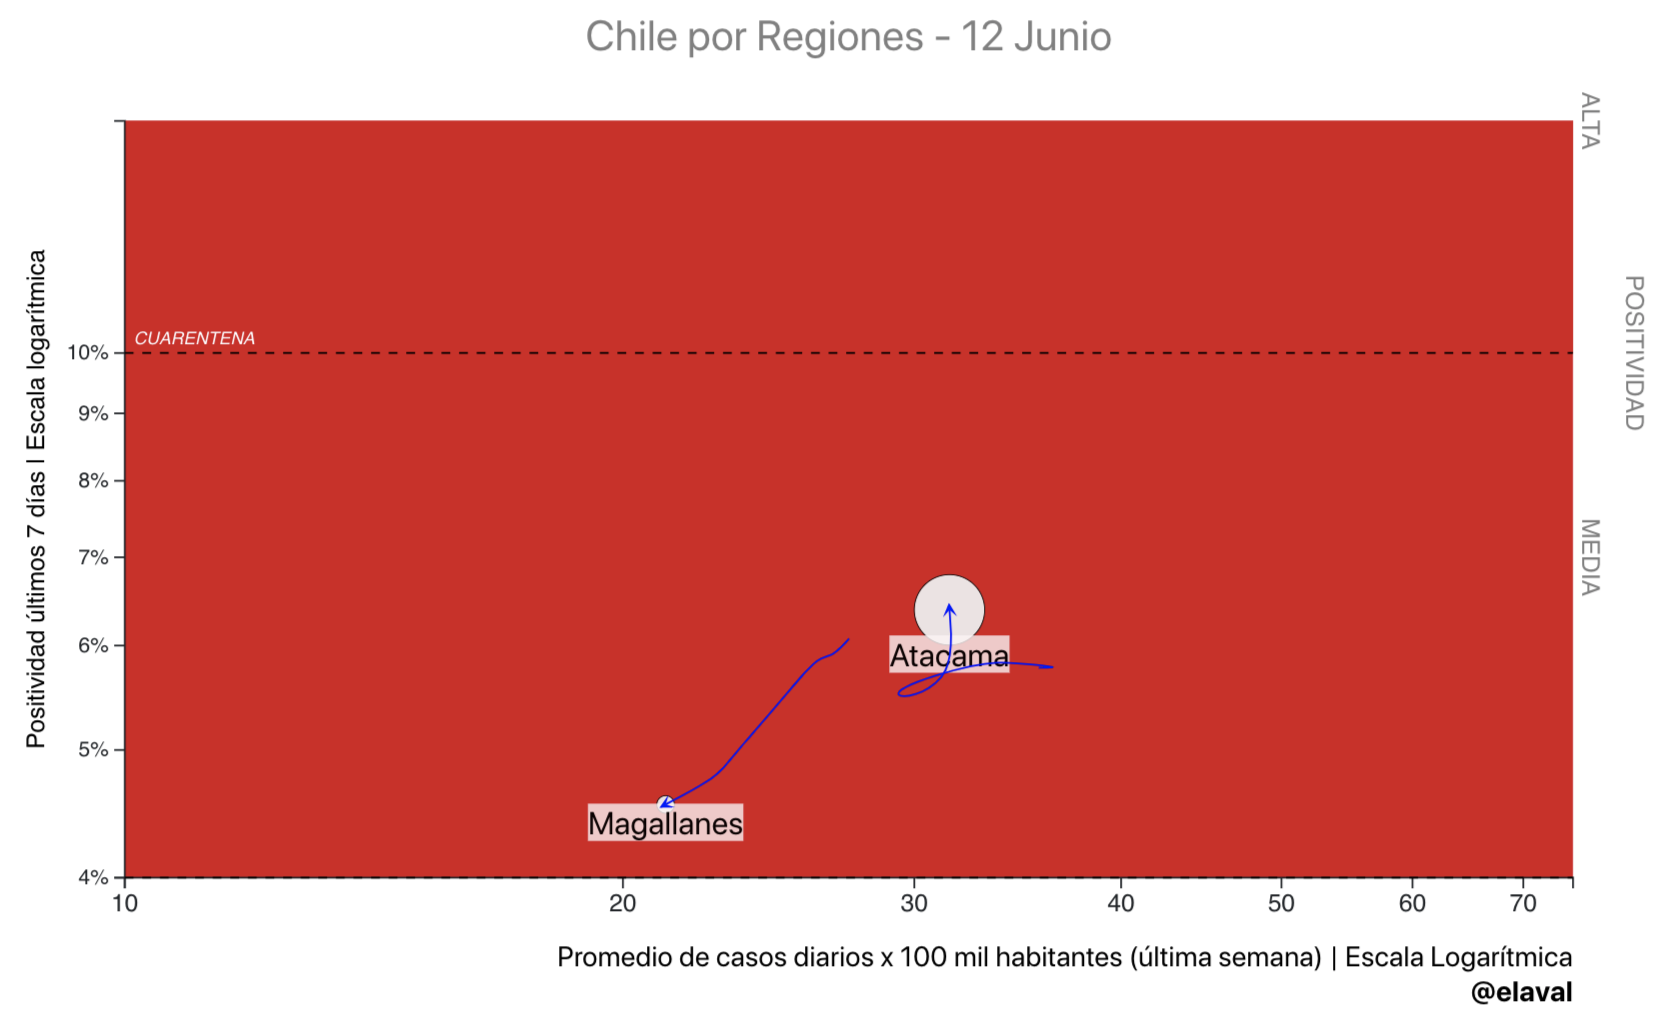 Chile por Regiones - 12 Junio
ALTA
POSITIVIDAD
MEDIA
Positividad últimos 7 días | Escala logarítmica
CUARENTENA
10%
9%
8%
7%
6%
5%
4%
Atacama
Magallanes
10 20 30 40 50 60 70
Promedio de casos diarios x 100 mil habitantes (última semana) | Escala Logarítmica
@elaval